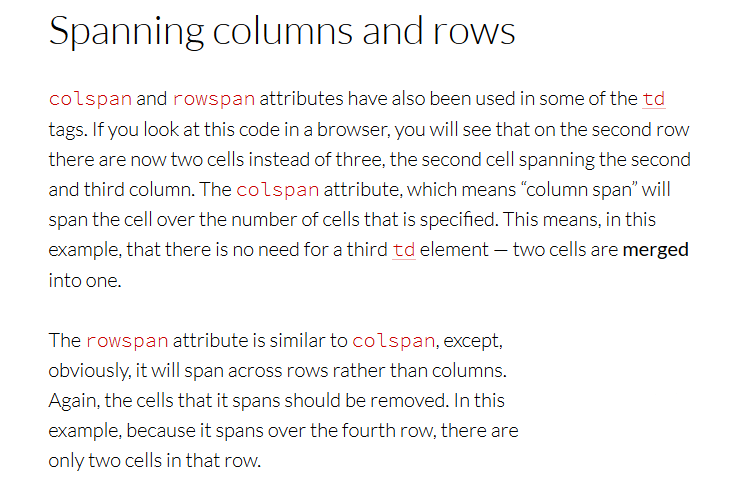 Spanning columns and rows
colspan and rowspan attributes have also been used in some of the td
tags. If you look at this code in a browser, you will see that on the second row
there are now two cells instead of three, the second cell spanning the second
and third column. The colspan attribute, which means “column span” will
span the cell over the number of cells that is specified. This means, in this
example, that there is no need for a third td element — two cells are merged
into one.
The rowspan attribute is similar to colspan, except,
obviously, it will span across rows rather than columns.
Again, the cells that it spans should be removed. In this
example, because it spans over the fourth row, there are
only two cells in that row.